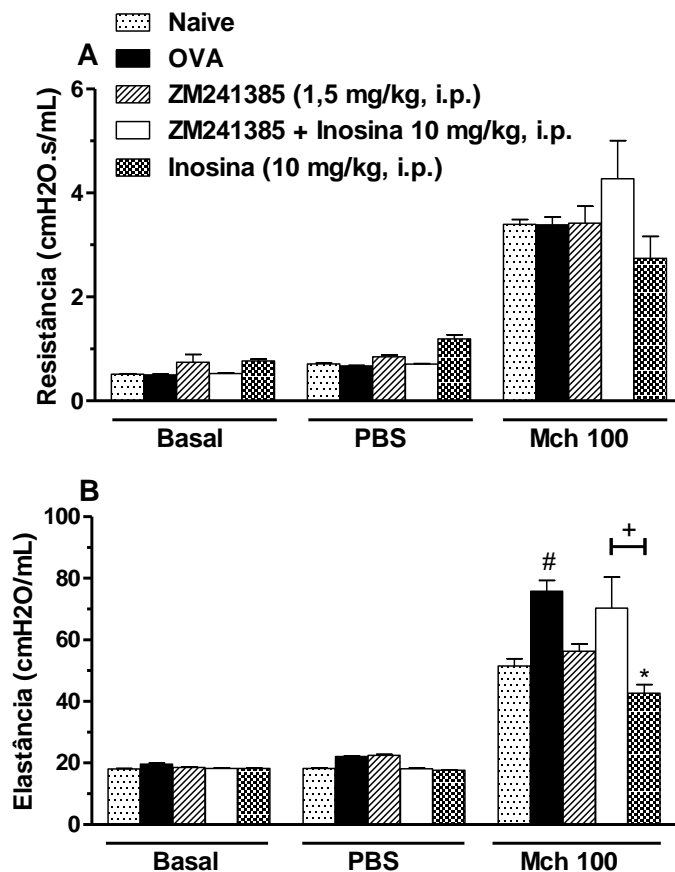 Naive
A
OVA
ZM241385 (1,5 mg/kg, i.p.)
ZM241385 + Inosina 10 mg/kg, i.p.
Inosina (10 mg/kg, i.p.)
Resistância (cmH2O.s/mL)
6
4
2
0
Basal PBS Mch 100
B
Elastância (cmH2O/mL)
100
80
60
40
20
0
+
#
*
Basal PBS Mch 100